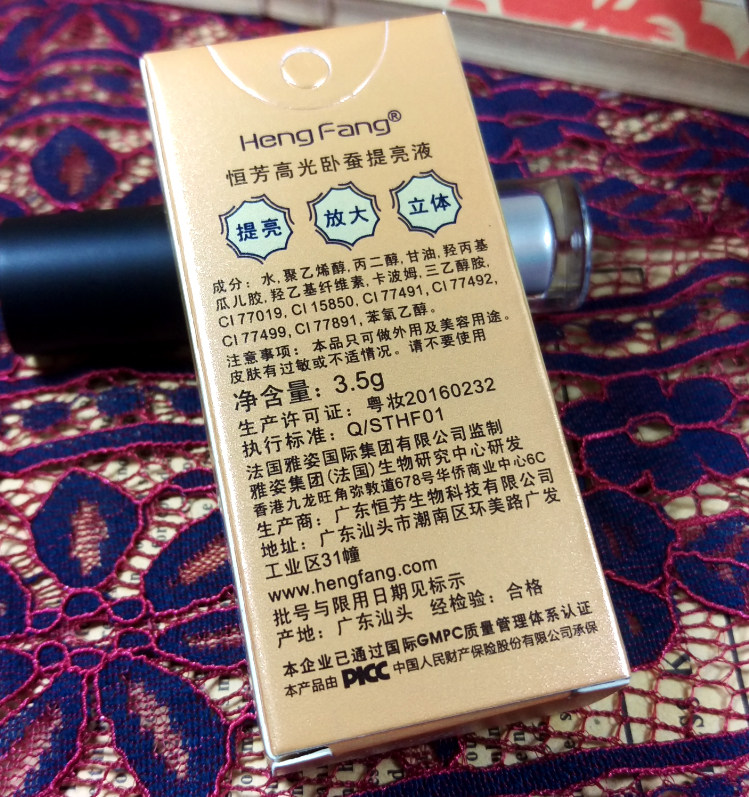 Heng Fang®
恒芳高光卧蚕提亮液
提亮 放大 立体
成分：水,聚乙烯醇,丙二醇,甘油,羟丙基
瓜儿胶,羟乙基纤维素,卡波姆,三乙醇胺,
CI 77019, CI 15850, CI 77491, CI 77492,
CI 77499, CI 77891, 苯氧乙醇。
注意事项：本品只可做外用及美容用途。
皮肤有过敏或不适情况。请不要使用
净含量：3.5g
生产许可证：粤妆20160232
执行标准：Q/STHF01
法国雅姿国际集团有限公司监制
雅姿集团(法国)生物研究中心研发
香港九龙旺角弥敦道678号华侨商业中心6C
生产商：广东恒芳生物科技有限公司
地址：广东汕头市潮南区环美路广发
工业区31幢
www.hengfang.com
批号与限用日期见标示
产地：广东汕头 经检验：合格
本企业已通过国际GMPC质量管理体系认证
本产品由 PICC 中国人民财产保险股份有限公司承保